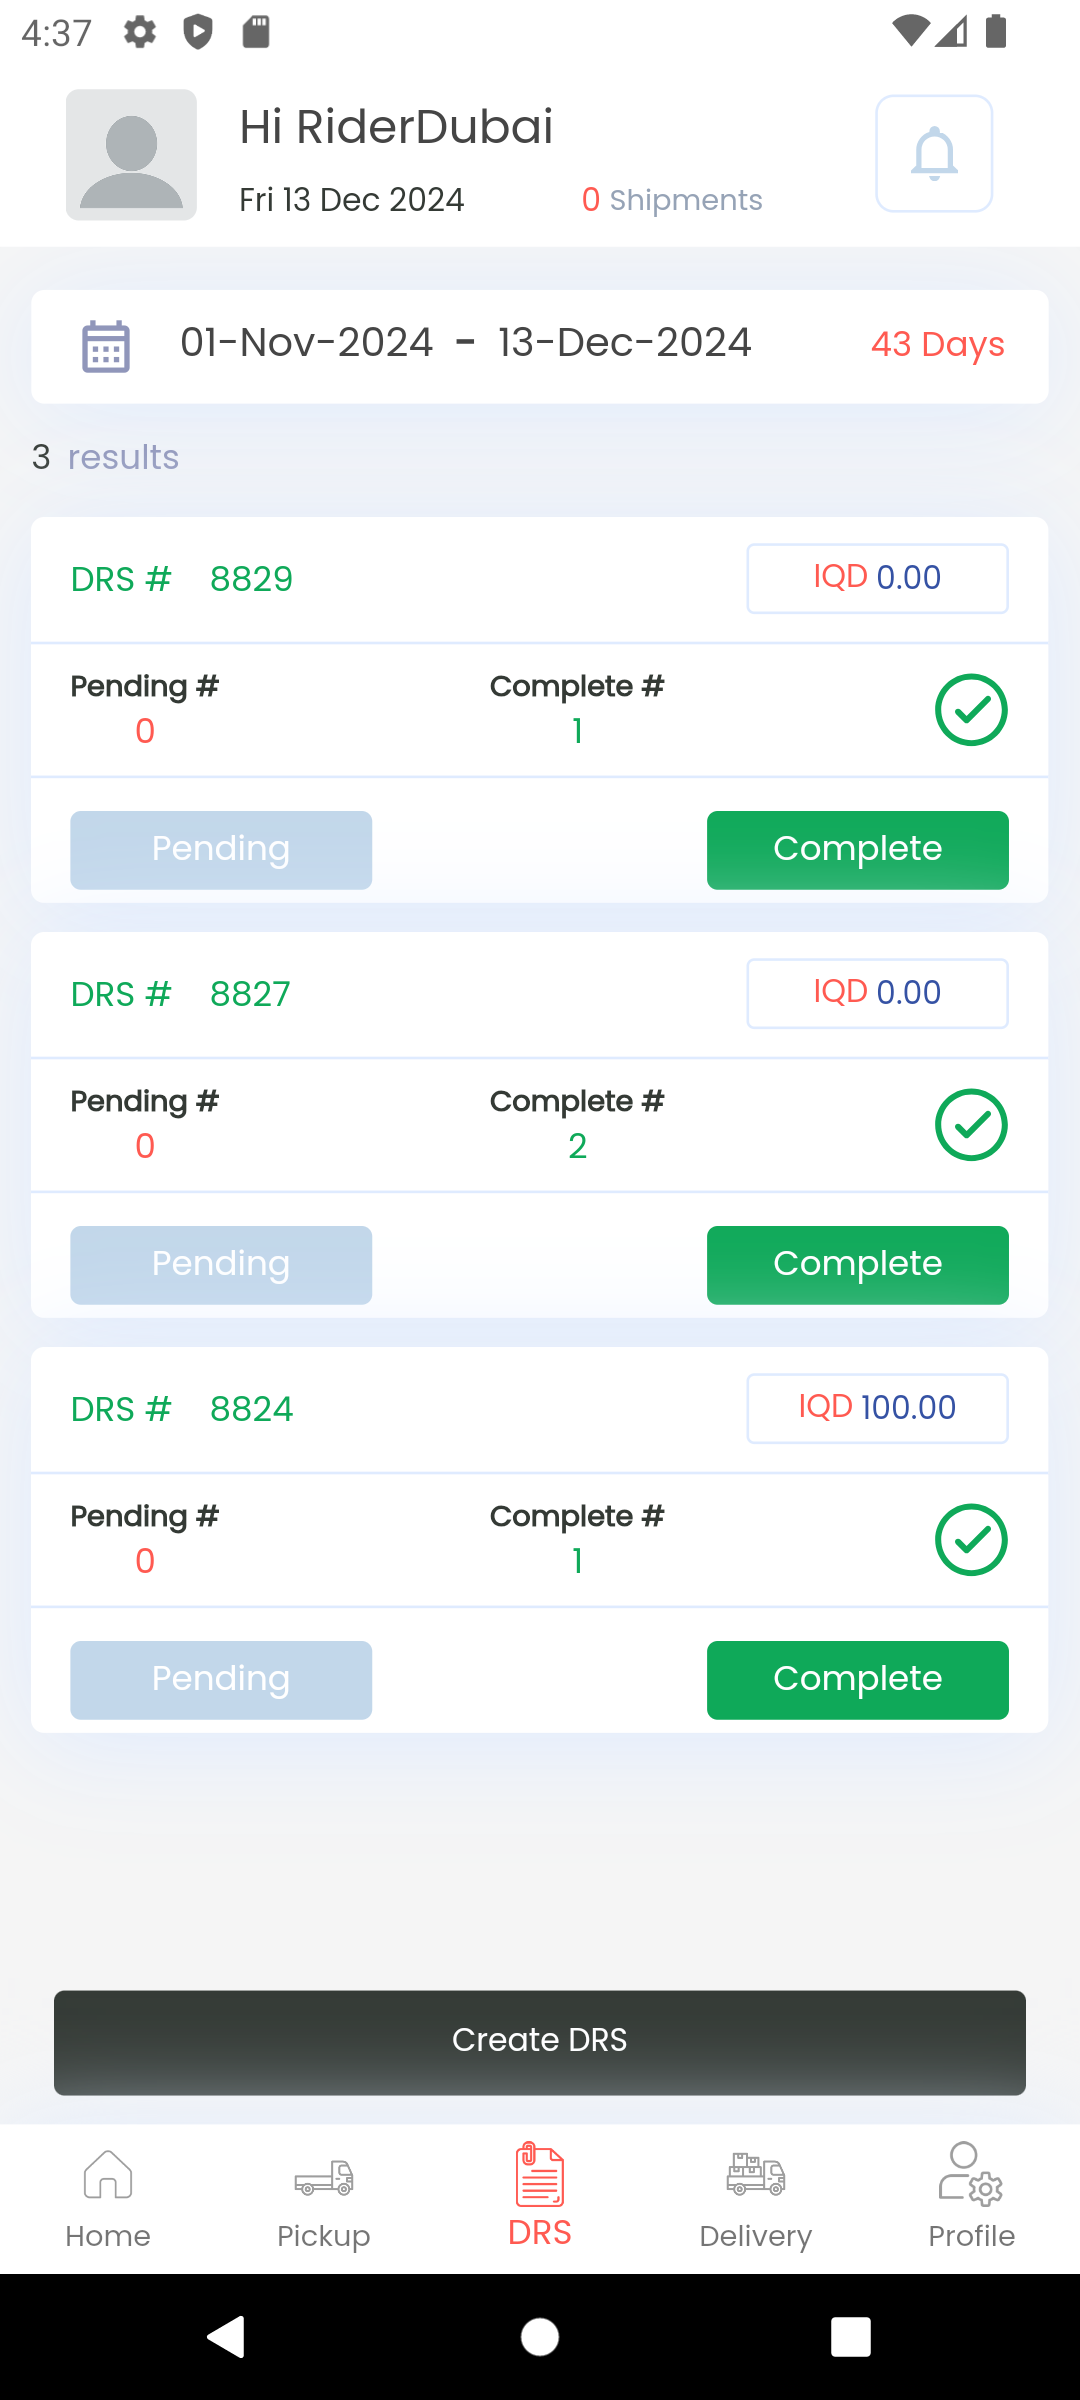 4:37
Hi RiderDubai
Fri 13 Dec 2024 0 Shipments
01-Nov-2024 - 13-Dec-2024 43 Days
3 results
DRS # 8829 IQD 0.00
Pending # Complete #
0 1
Pending Complete
DRS # 8827 IQD 0.00
Pending # Complete #
0 2
Pending Complete
DRS # 8824 IQD 100.00
Pending # Complete #
0 1
Pending Complete
Create DRS
Home Pickup DRS Delivery Profile